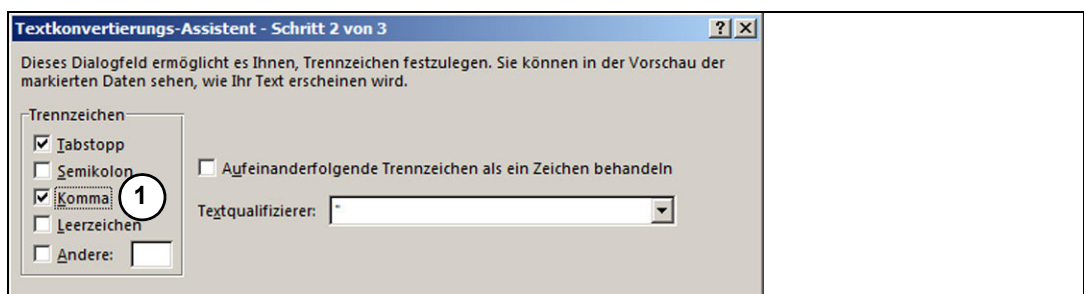 Textkonvertierungs-Assistent - Schritt 2 von 3
Dieses Dialogfeld ermöglicht es Ihnen, Trennzeichen festzulegen. Sie können in der Vorschau der
markierten Daten sehen, wie Ihr Text erscheinen wird.
Trennzeichen
Tabstopp
Semikolon
Aufeinanderfolgende Trennzeichen als ein Zeichen behandeln
Komma
1
Textqualifizierer: "
Leerzeichen
Andere: